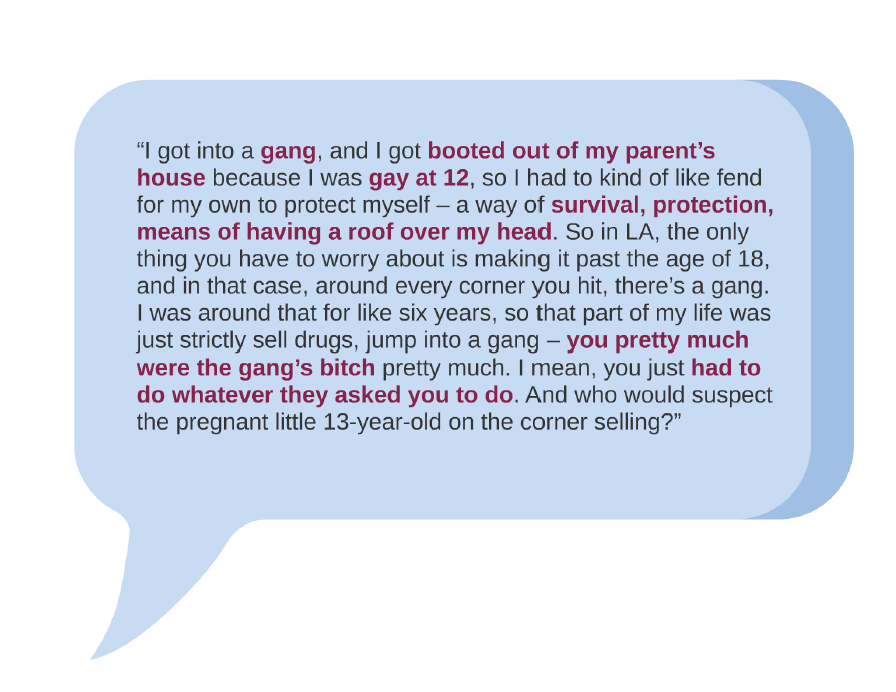 “I got into a gang, and I got booted out of my parent’s
house because I was gay at 12, so I had to kind of like fend
for my own to protect myself – a way of survival, protection,
means of having a roof over my head. So in LA, the only
thing you have to worry about is making it past the age of 18,
and in that case, around every corner you hit, there’s a gang.
I was around that for like six years, so that part of my life was
just strictly sell drugs, jump into a gang – you pretty much
were the gang’s bitch pretty much. I mean, you just had to
do whatever they asked you to do. And who would suspect
the pregnant little 13-year-old on the corner selling?”